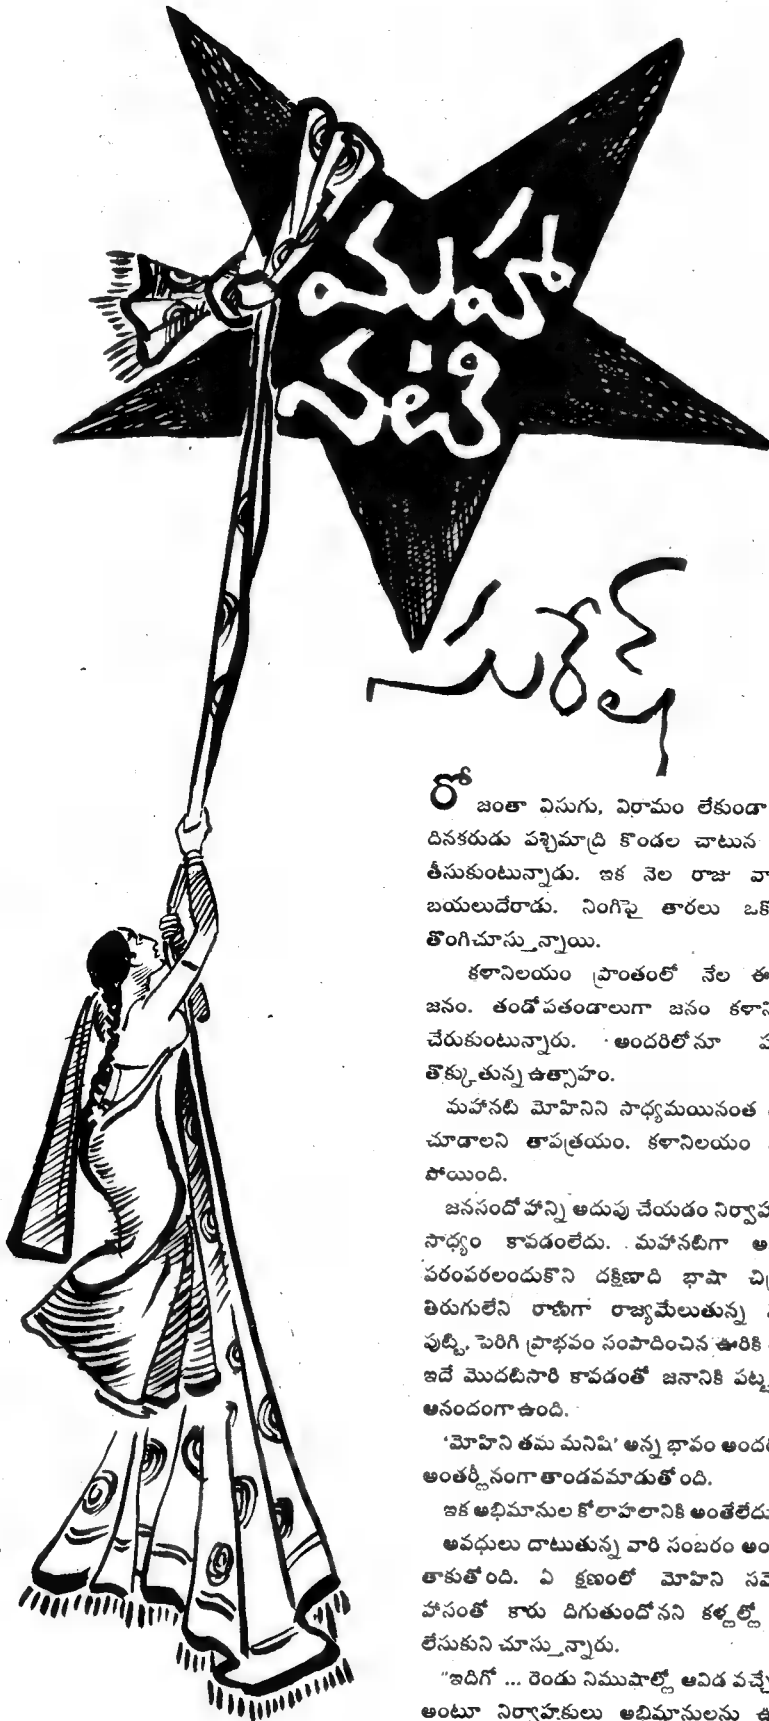 మహా
నటి
సురేష్
రోజంతా విసుగు, విరామం లేకుండా
దినకరుడు పశ్చిమాద్రి కొండల చాటున
తీసుకుంటున్నాడు. ఇక నెల రాజు
బయలుదేరాడు. నింగిపై తారలు
తొంగిచూస్తున్నాయి.
కళానిలయం ప్రాంతంలో నేల
జనం. తండోపతండాలుగా జనం
చేరుకుంటున్నారు. అందరిలోనూ
తొక్కుతున్న ఉత్సాహం.
మహానటి మోహినిని సాధ్యమయినంత
చూడాలని తాపత్రయం. కళానిలయం
పోయింది.
జనసందోహాన్ని అదుపు చేయడం
సాధ్యం కావడంలేదు. మహానటిగా
పరంపరలందుకొని దక్షిణాది భాషా
తిరుగులేని రాణిగా రాజ్యమేలుతున్న
పుట్టి, పెరిగి ప్రాభవం సంపాదించిన ఊరికి
ఇదే మొదటిసారి కావడంతో జనానికి
ఆనందంగా ఉంది.
'మోహిని తమ మనిషి' అన్న భావం
అంతర్లీనంగా తాండవమాడుతోంది.
ఇక అభిమానుల కోలాహలానికి అంతేలేదు
అవధులు దాటుతున్న వారి సంబరం
తాకుతోంది. ఏ క్షణంలో మోహిని
హాసంతో కారు దిగుతుందోనని కళ్ళల్లో
లేసుకుని చూస్తున్నారు.
"ఇదిగో ... రెండు నిముషాల్లో ఆవిడ
అంటూ నిర్వాహకులు అభిమానులను